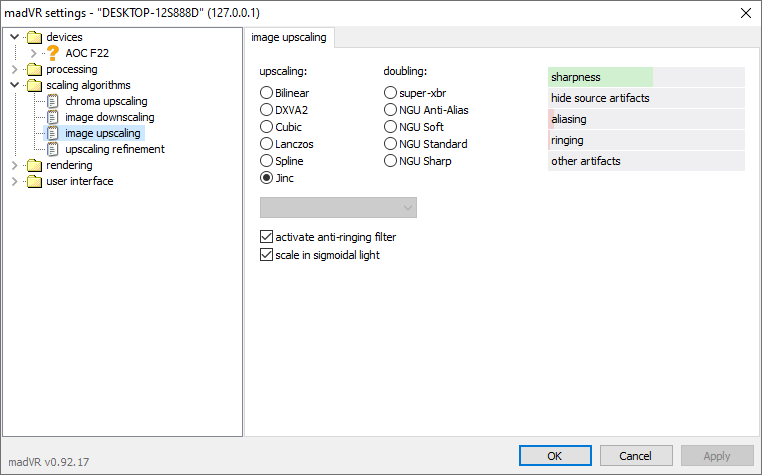 madVR settings - "DESKTOP-12S888D" (127.0.0.1)
devices
AOC F22
processing
scaling algorithms
chroma upscaling
image downscaling
image upscaling
upscaling refinement
rendering
user interface
image upscaling
upscaling:
Bilinear
DXVA2
Cubic
Lanczos
Spline
Jinc
doubling:
super-xbr
NGU Anti-Alias
NGU Soft
NGU Standard
NGU Sharp
sharpness
hide source artifacts
aliasing
ringing
other artifacts
activate anti-ringing filter
scale in sigmoidal light
madVR v0.92.17
OK
Cancel
Apply